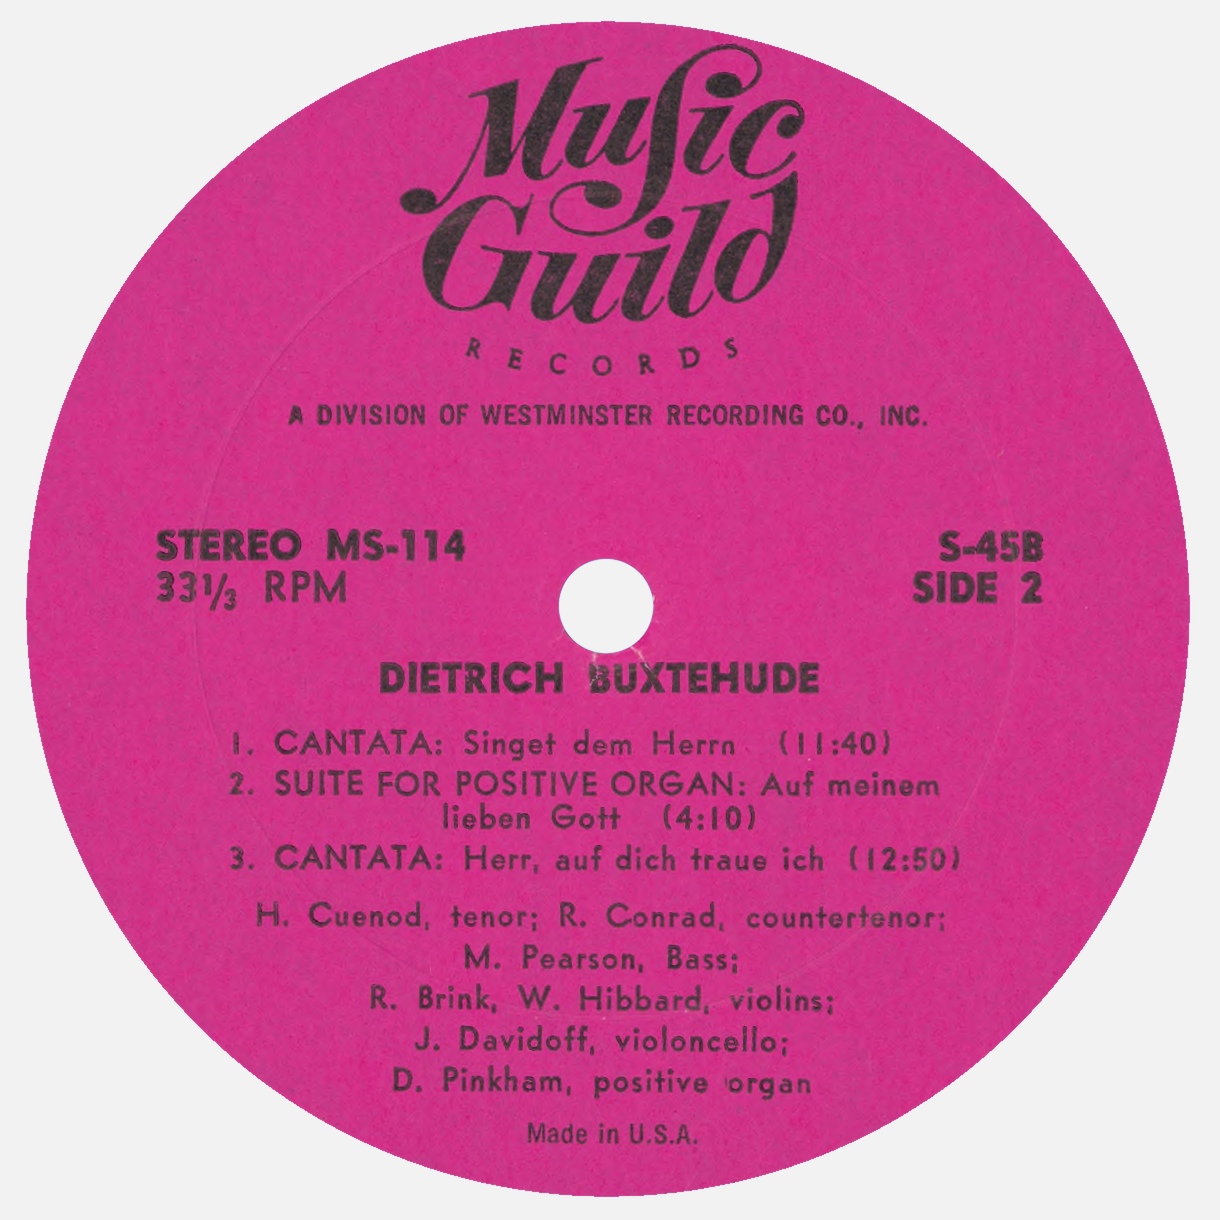 Music
Guild
RECORDS
A DIVISION OF WESTMINSTER RECORDING CO., INC.
STEREO MS-114
33⅓ RPM
S-45B
SIDE 2
DIETRICH BUXTEHUDE
1. CANTATA: Singet dem Herrn (11:40)
2. SUITE FOR POSITIVE ORGAN: Auf meinem
lieben Gott (4:10)
3. CANTATA: Herr, auf dich traue ich (12:50)
H. Cuenod, tenor; R. Conrad, countertenor;
M. Pearson, Bass;
R. Brink, W. Hibbard, violins;
J. Davidoff, violoncello;
D. Pinkham, positive organ
Made in U.S.A.